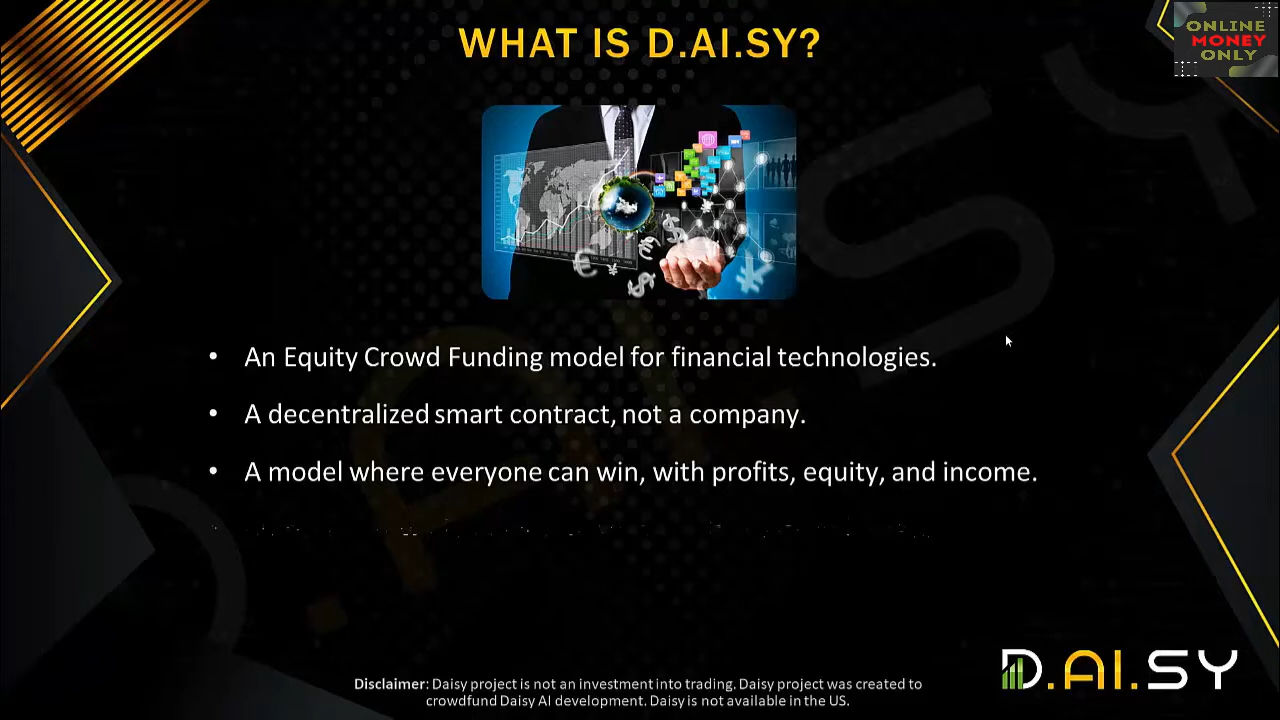 WHAT IS D.AI.SY?
ONLINE
MONEY
ONLY
• An Equity Crowd Funding model for financial technologies.
• A decentralized smart contract, not a company.
• A model where everyone can win, with profits, equity, and income.
D.AI.SY
Disclaimer: Daisy project is not an investment into trading. Daisy project was created to
crowdfund Daisy AI development. Daisy is not available in the US.